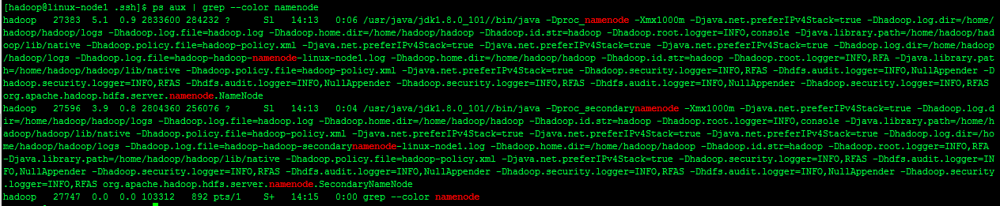 [hadoop@linux-node1 .ssh]$ ps aux | grep --color namenode
hadoop   27383  5.1  0.9 2833600 284232 ?      Sl   14:13   0:06 /usr/java/jdk1.8.0_101//bin/java -Dproc_namenode -Xmx1000m -Djava.net.preferIPv4Stack=true -Dhadoop.log.dir=/home/
hadoop/hadoop/logs -Dhadoop.log.file=hadoop.log -Dhadoop.home.dir=/home/hadoop/hadoop -Dhadoop.id.str=hadoop -Dhadoop.root.logger=INFO,console -Djava.library.path=/home/hadoop/had
oop/lib/native -Dhadoop.policy.file=hadoop-policy.xml -Djava.net.preferIPv4Stack=true -Djava.net.preferIPv4Stack=true -Djava.net.preferIPv4Stack=true -Dhadoop.log.dir=/home/hadoop
/hadoop/logs -Dhadoop.log.file=hadoop-hadoop-namenode-linux-node1.log -Dhadoop.home.dir=/home/hadoop/hadoop -Dhadoop.id.str=hadoop -Dhadoop.root.logger=INFO,RFA -Djava.library.pat
h=/home/hadoop/hadoop/lib/native -Dhadoop.policy.file=hadoop-policy.xml -Djava.net.preferIPv4Stack=true -Dhadoop.security.logger=INFO,RFAS -Dhdfs.audit.logger=INFO,NullAppender -D
hadoop.security.logger=INFO,RFAS -Dhdfs.audit.logger=INFO,NullAppender -Dhadoop.security.logger=INFO,RFAS -Dhdfs.audit.logger=INFO,NullAppender -Dhadoop.security.logger=INFO,RFAS
org.apache.hadoop.hdfs.server.namenode.NameNode
hadoop   27596  3.9  0.8 2804360 256076 ?      Sl   14:13   0:04 /usr/java/jdk1.8.0_101//bin/java -Dproc_secondarynamenode -Xmx1000m -Djava.net.preferIPv4Stack=true -Dhadoop.log.d
ir=/home/hadoop/hadoop/logs -Dhadoop.log.file=hadoop.log -Dhadoop.home.dir=/home/hadoop/hadoop -Dhadoop.id.str=hadoop -Dhadoop.root.logger=INFO,console -Djava.library.path=/home/h
adoop/hadoop/lib/native -Dhadoop.policy.file=hadoop-policy.xml -Djava.net.preferIPv4Stack=true -Djava.net.preferIPv4Stack=true -Djava.net.preferIPv4Stack=true -Dhadoop.log.dir=/ho
me/hadoop/hadoop/logs -Dhadoop.log.file=hadoop-hadoop-secondarynamenode-linux-node1.log -Dhadoop.home.dir=/home/hadoop/hadoop -Dhadoop.id.str=hadoop -Dhadoop.root.logger=INFO,RFA
-Djava.library.path=/home/hadoop/hadoop/lib/native -Dhadoop.policy.file=hadoop-policy.xml -Djava.net.preferIPv4Stack=true -Dhadoop.security.logger=INFO,RFAS -Dhdfs.audit.logger=IN
FO,NullAppender -Dhadoop.security.logger=INFO,RFAS -Dhdfs.audit.logger=INFO,NullAppender -Dhadoop.security.logger=INFO,RFAS -Dhdfs.audit.logger=INFO,NullAppender -Dhadoop.security
.logger=INFO,RFAS org.apache.hadoop.hdfs.server.namenode.SecondaryNameNode
hadoop   27747  0.0  0.0 103312   892 pts/1    S+   14:15   0:00 grep --color namenode